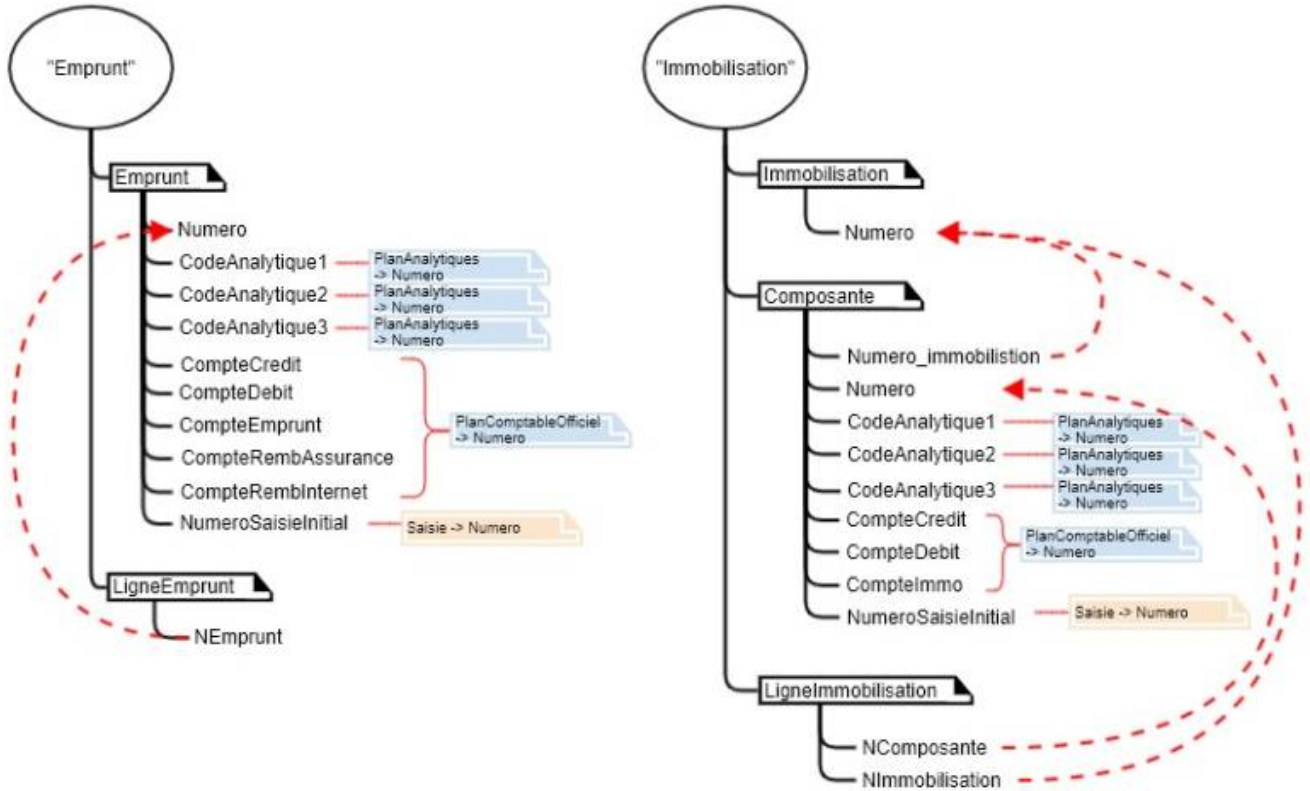 "Emprunt"
Emprunt
Numero
CodeAnalytique1
PlanAnalytiques
-> Numero
CodeAnalytique2
PlanAnalytiques
-> Numero
CodeAnalytique3
PlanAnalytiques
-> Numero
CompteCredit
CompteDebit
CompteEmprunt
CompteRembAssurance
CompteRembInternet
PlanComptableOfficiel
-> Numero
NumeroSaisieInitial
Saisie -> Numero
LigneEmprunt
NEmprunt
"Immobilisation"
Immobilisation
Numero
Composante
Numero_immobilistion
Numero
CodeAnalytique1
PlanAnalytiques
-> Numero
CodeAnalytique2
PlanAnalytiques
-> Numero
CodeAnalytique3
PlanAnalytiques
-> Numero
CompteCredit
CompteDebit
CompteImmo
PlanComptableOfficiel
-> Numero
NumeroSaisieInitial
Saisie -> Numero
LigneImmobilisation
NComposante
NImmobilisation